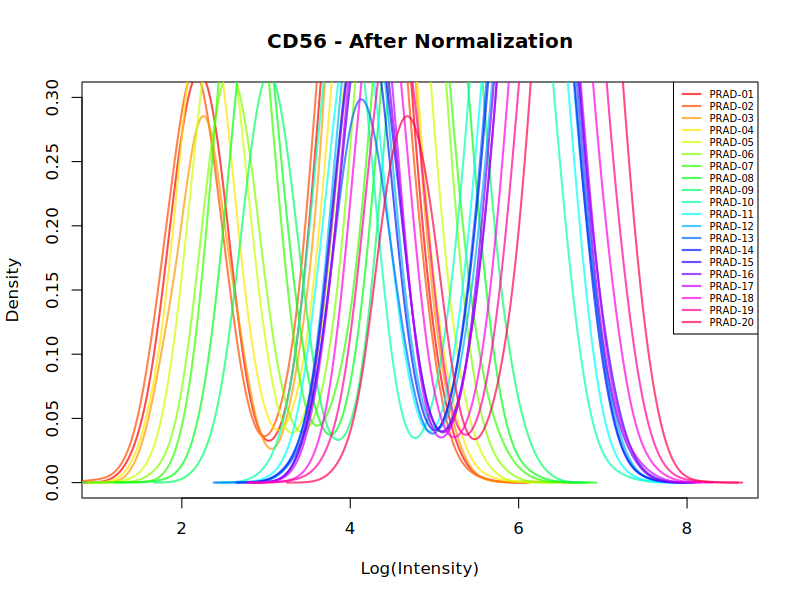 CD56 - After Normalization
Density
0.00
0.05
0.10
0.15
0.20
0.25
0.30
2
4
6
8
Log(Intensity)
PRAD-01
PRAD-02
PRAD-03
PRAD-04
PRAD-05
PRAD-06
PRAD-07
PRAD-08
PRAD-09
PRAD-10
PRAD-11
PRAD-12
PRAD-13
PRAD-14
PRAD-15
PRAD-16
PRAD-17
PRAD-18
PRAD-19
PRAD-20